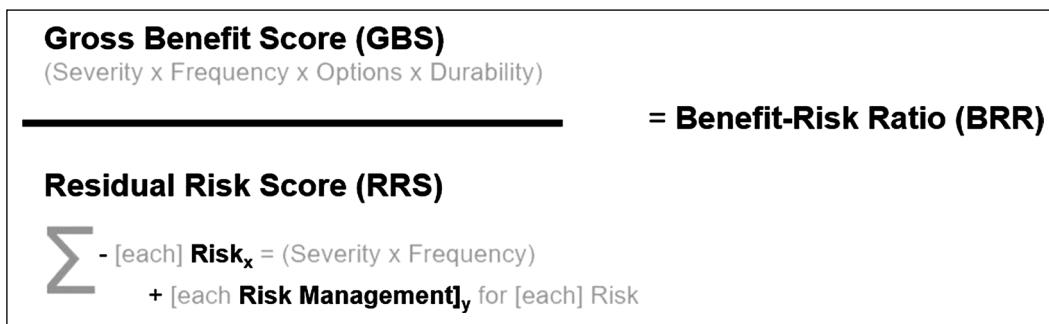 Gross Benefit Score (GBS)
(Severity x Frequency x Options x Durability)
= Benefit-Risk Ratio (BRR)
Residual Risk Score (RRS)
∑ - [each] Riskₓ = (Severity x Frequency)
+ [each Risk Management]y for [each] Risk